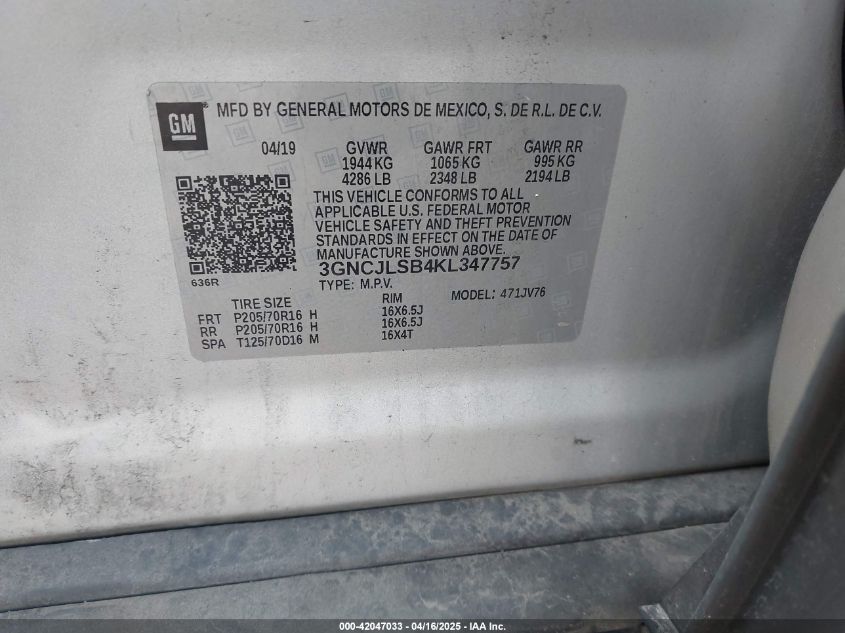 GM
MFD BY GENERAL MOTORS DE MEXICO, S. DE R.L. DE C.V.
04/19 GVWR GAWR FRT GAWR RR
1944 KG 1065 KG 995 KG
4286 LB 2348 LB 2194 LB
THIS VEHICLE CONFORMS TO ALL
APPLICABLE U.S. FEDERAL MOTOR
VEHICLE SAFETY AND THEFT PREVENTION
STANDARDS IN EFFECT ON THE DATE OF
MANUFACTURE SHOWN ABOVE.
3GNCJLSB4KL347757
636R
TYPE: M.P.V.
MODEL: 471JV76
TIRE SIZE RIM
FRT P205/70R16 H 16X6.5J
RR P205/70R16 H 16X6.5J
SPA T125/70D16 M 16X4T
000-42047033 - 04/16/2025 - IAA Inc.